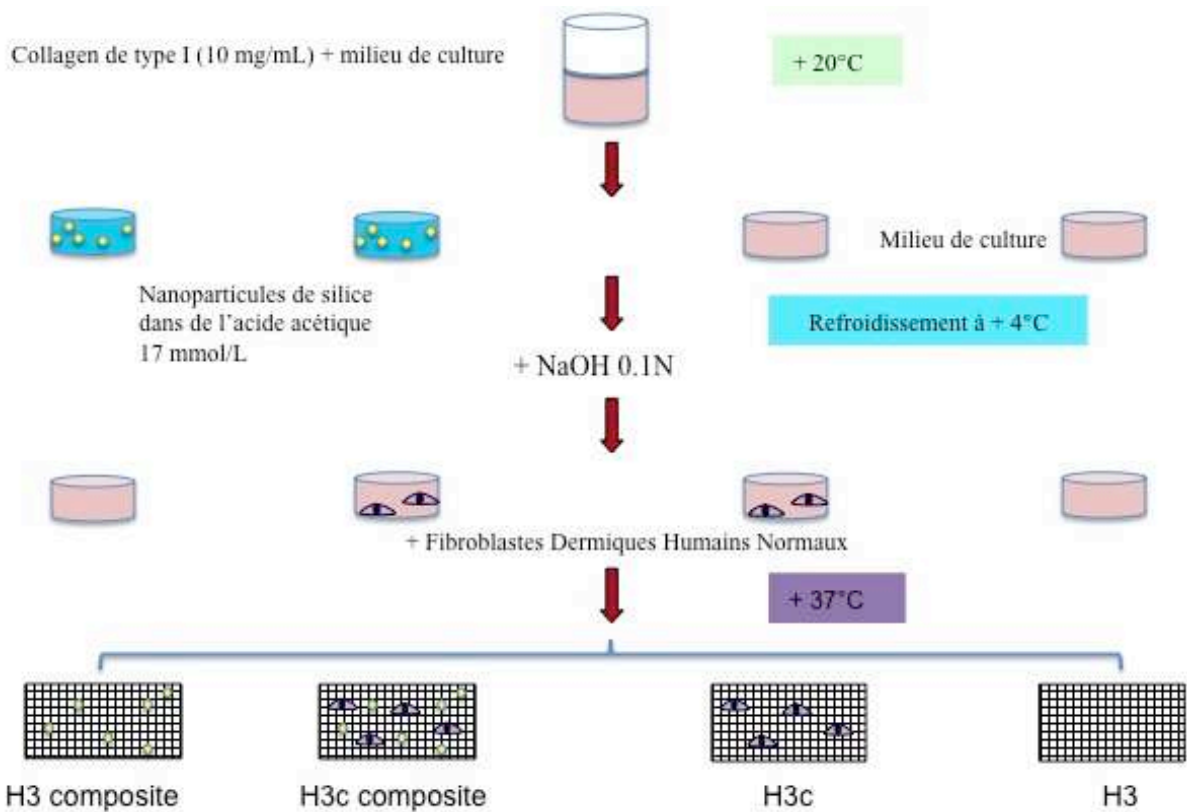 Collagen de type I (10 mg/mL) + milieu de culture
+ 20°C
Milieu de culture
Nanoparticules de silice
dans de l’acide acétique
17 mmol/L
Refroidissement à + 4°C
+ NaOH 0.1N
+ Fibroblastes Dermiques Humains Normaux
+ 37°C
H3 composite
H3c composite
H3c
H3